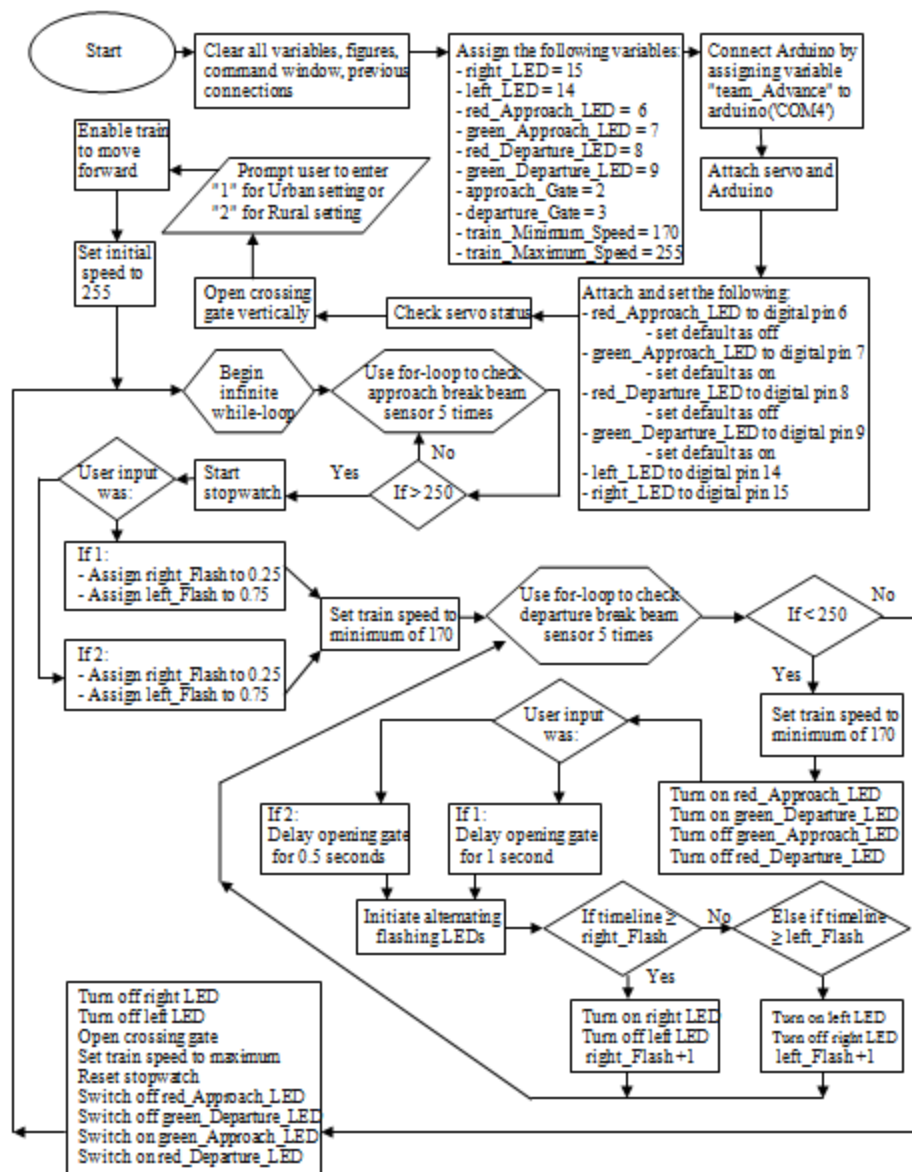 Start
Clear all variables, figures,
command window, previous
connections
Assign the following variables:
- right_LED = 15
- left_LED = 14
- red_Approach_LED = 6
- green_Approach_LED = 7
- red_Departure_LED = 8
- green_Departure_LED = 9
- approach_Gate = 2
- departure_Gate = 3
- train_Minimum_Speed = 170
- train_Maximum_Speed = 255
Connect Arduino by
assigning variable
"team_Advance" to
arduino('COM4')
Attach servo and
Arduino
Attach and set the following:
- red_Approach_LED to digital pin 6
- set default as off
- green_Approach_LED to digital pin 7
- set default as on
- red_Departure_LED to digital pin 8
- set default as off
- green_Departure_LED to digital pin 9
- set default as on
- left_LED to digital pin 14
- right_LED to digital pin 15
Check servo status
Open crossing
gate vertically
Prompt user to enter
"1" for Urban setting or
"2" for Rural setting
Enable train
to move
forward
Set initial
speed to
255
Begin
infinite
while-loop
Use for-loop to check
approach break beam
sensor 5 times
No
If > 250
Yes
Start
stopwatch
User input
was:
If 1:
- Assign right_Flash to 0.25
- Assign left_Flash to 0.75
If 2:
- Assign right_Flash to 0.25
- Assign left_Flash to 0.75
Set train speed to
minimum of 170
Use for-loop to check
departure break beam
sensor 5 times
If < 250
No
Yes
Set train speed to
minimum of 170
Turn on red_Approach_LED
Turn on green_Departure_LED
Turn off green_Approach_LED
Turn off red_Departure_LED
User input
was:
If 2:
Delay opening gate
for 0.5 seconds
If 1:
Delay opening gate
for 1 second
Initiate alternating
flashing LEDs
If timeline ≥
right_Flash
No
Else if timeline
≥ left_Flash
Yes
Turn on right LED
Turn off left LED
right_Flash +1
Turn on left LED
Turn off right LED
left_Flash +1
Turn off right LED
Turn off left LED
Open crossing gate
Set train speed to maximum
Reset stopwatch
Switch off red_Approach_LED
Switch off green_Departure_LED
Switch on green_Approach_LED
Switch on red_Departure_LED